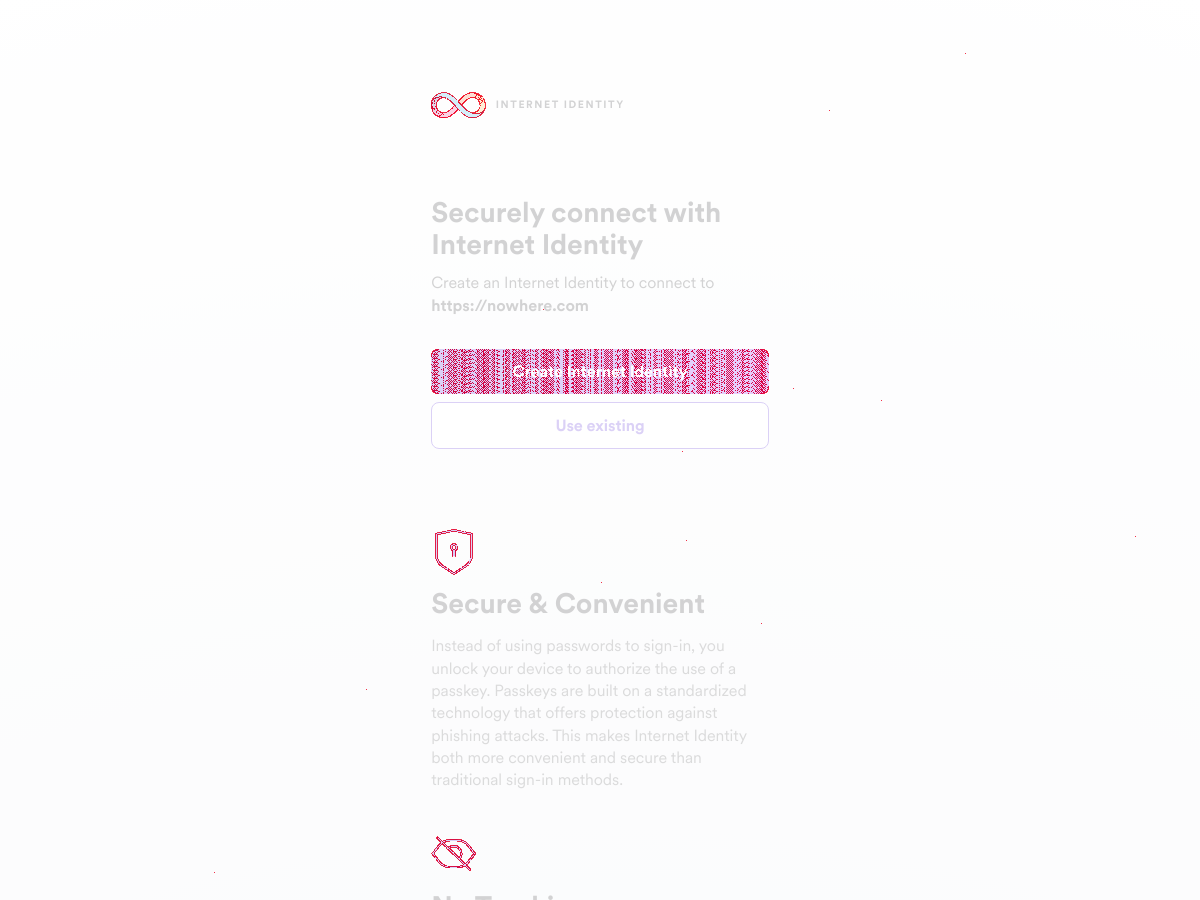 INTERNET IDENTITY
Securely connect with
Internet Identity
Create an Internet Identity to connect to
https://nowhere.com
Create Internet Identity
Use existing
Secure & Convenient
Instead of using passwords to sign-in, you
unlock your device to authorize the use of a
passkey. Passkeys are built on a standardized
technology that offers protection against
phishing attacks. This makes Internet Identity
both more convenient and secure than
traditional sign-in methods.